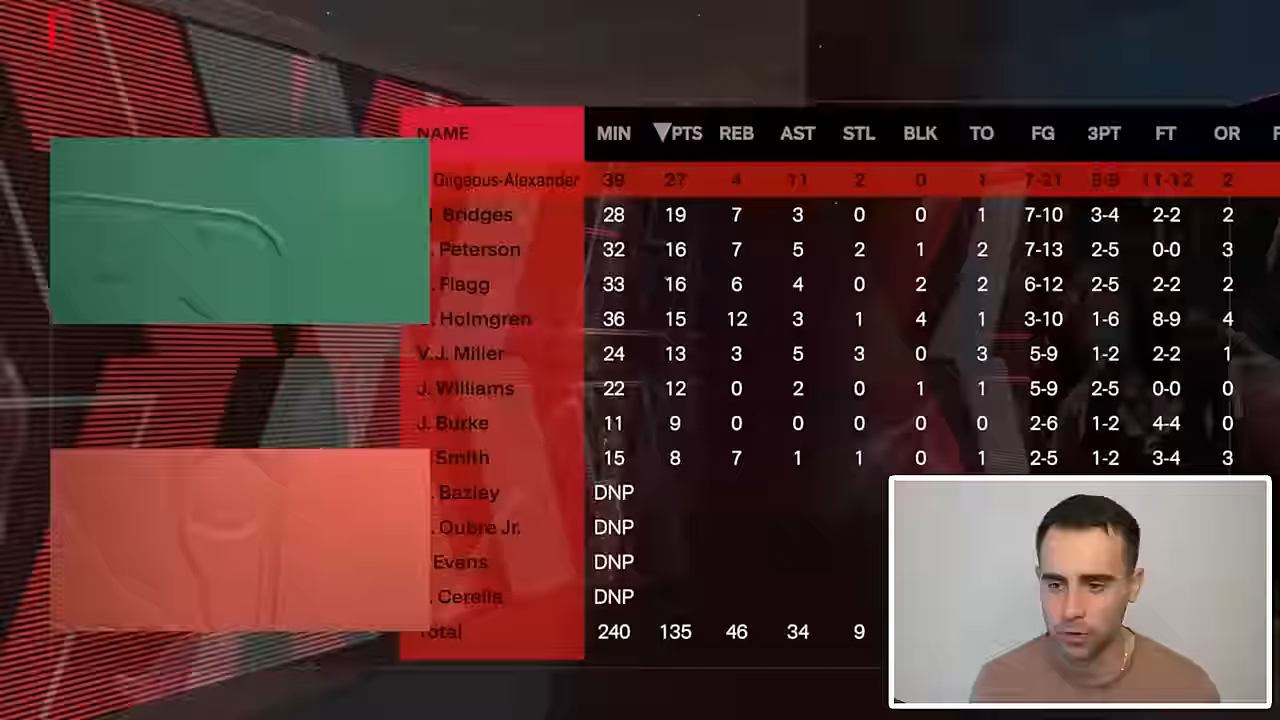 NAME MIN ▼PTS REB AST STL BLK TO FG 3PT FT OR
Gilgeous-Alexander 39 27 4 11 2 0 1 7-21 11-12 2
Bridges 28 19 7 3 0 0 1 7-10 3-4 2-2 2
. Peterson 32 16 7 5 2 1 2 7-13 2-5 0-0 3
. Flagg 33 16 6 4 0 2 2 6-12 2-5 2-2 2
. Holmgren 36 15 12 3 1 4 1 3-10 1-6 8-9 4
V.J. Miller 24 13 3 5 3 0 3 5-9 1-2 2-2 1
J. Williams 22 12 0 2 0 1 1 5-9 2-5 0-0 0
J. Burke 11 9 0 0 0 0 0 2-6 1-2 4-4 0
. Smith 15 8 7 1 1 0 1 2-5 1-2 3-4 3
. Bazley DNP
. Oubre Jr. DNP
Evans DNP
. Cerella DNP
Total 240 135 46 34 9